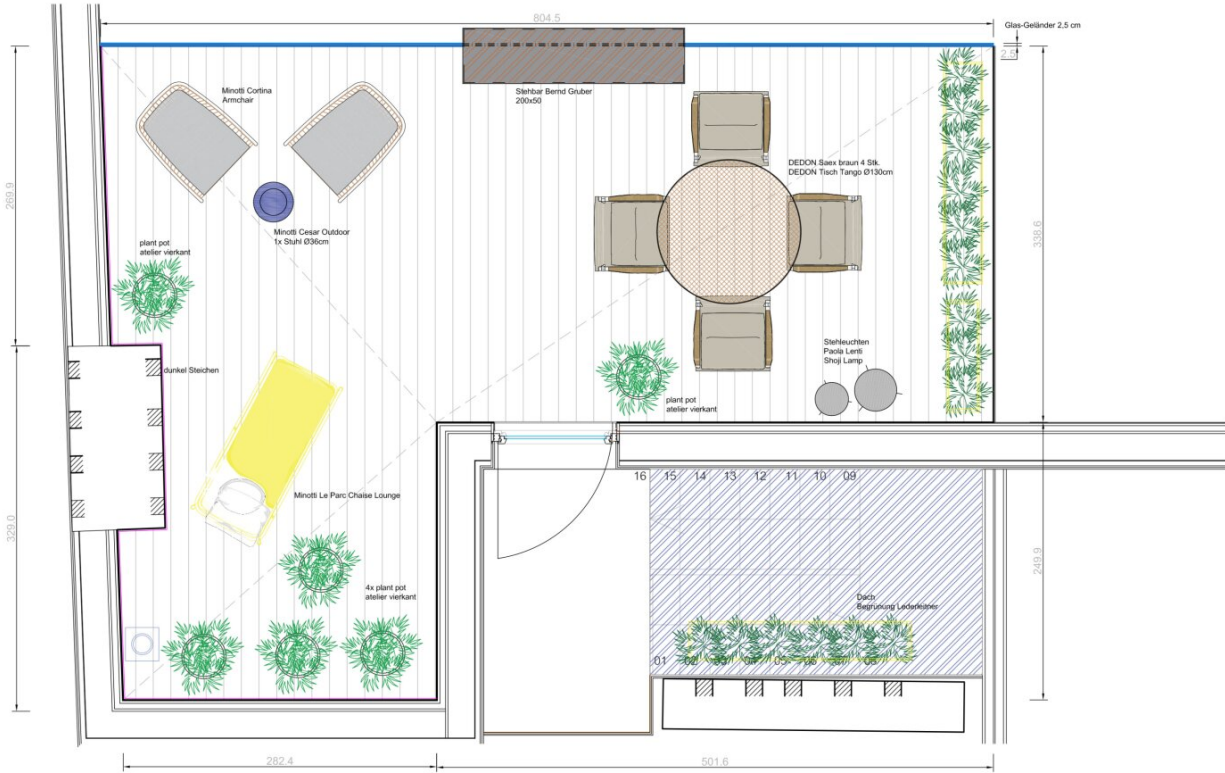 804.5
Glas-Geländer 2,5 cm
2.5
Minotti Cortina
Armchair
Stehbar Bernd Gruber
200x50
DEDON Saex braun 4 Stk.
DEDON Tisch Tango Ø130cm
269.9
338.6
Minotti Cesar Outdoor
1x Stuhl Ø36cm
plant pot
atelier vierkant
Stehleuchten
Paola Lenti
Shoji Lamp
dunkel Steichen
plant pot
atelier vierkant
16 15 14 13 12 11 10 09
Minotti Le Parc Chaise Lounge
329.0
249.9
4x plant pot
atelier vierkant
Dach
Begrünung Lederleitner
01 02 03 04 05 06 07 08
282.4
501.6